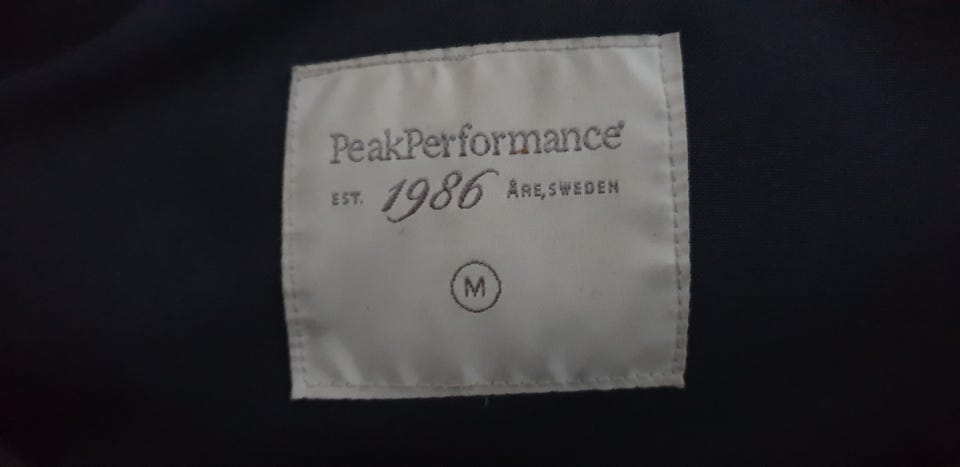 PeakPerformance®
EST. 1986 ÅRE, SWEDEN
M